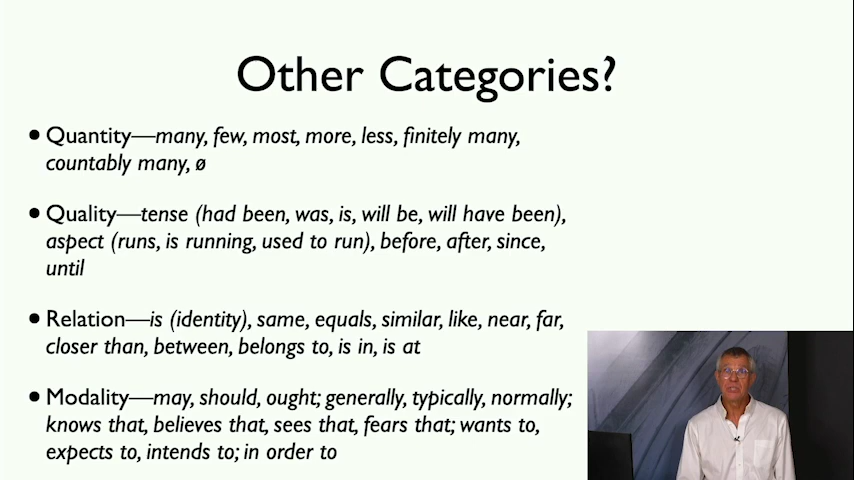 Other Categories?
• Quantity—many, few, most, more, less, finitely many,
countably many, ø
• Quality—tense (had been, was, is, will be, will have been),
aspect (runs, is running, used to run), before, after, since,
until
• Relation—is (identity), same, equals, similar, like, near, far,
closer than, between, belongs to, is in, is at
• Modality—may, should, ought; generally, typically, normally;
knows that, believes that, sees that, fears that; wants to,
expects to, intends to; in order to